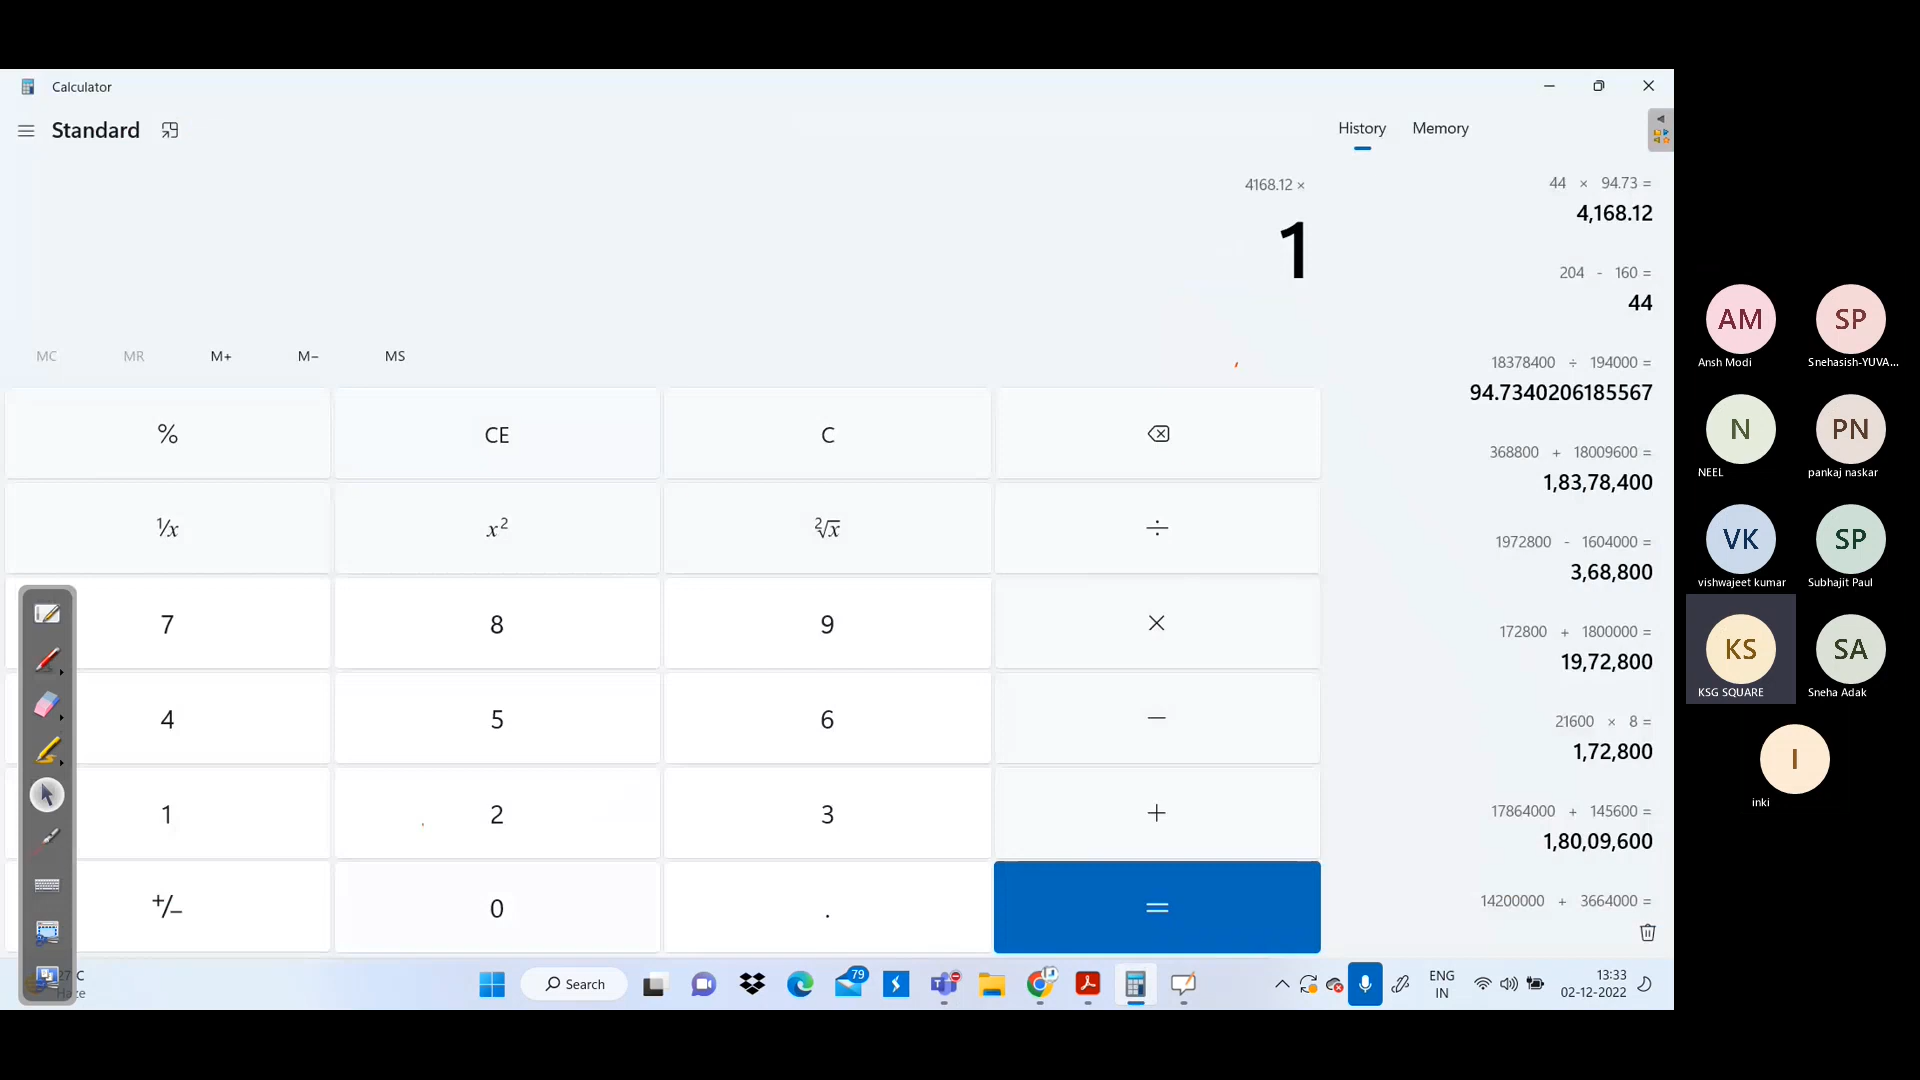 Calculator
Standard
History
Memory
4168.12 ×
1
44 × 94.73 =
4,168.12
204 - 160 =
44
18378400 ÷ 194000 =
94.7340206185567
368800 + 18009600 =
1,83,78,400
1972800 - 1604000 =
3,68,800
172800 + 1800000 =
19,72,800
21600 × 8 =
1,72,800
17864000 + 145600 =
1,80,09,600
14200000 + 3664000 =
MC MR M+ M− MS
% CE C
⅟x x² ²√x ÷
7 8 9 ×
4 5 6 −
1 2 3 +
+/− 0 . =
AM
Ansh Modi
SP
Snehasish-YUVA...
N
NEEL
PN
pankaj naskar
VK
vishwajeet kumar
SP
Subhajit Paul
KS
KSG SQUARE
SA
Sneha Adak
I
inki
Search
79
ENG
IN
13:33
02-12-2022